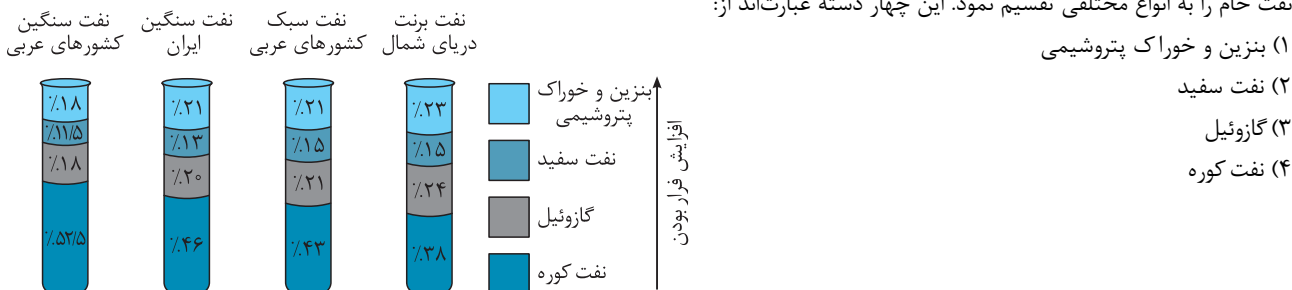 نفت خام را به انواع مختلفی تقسیم نمود. این چهار دسته عبارت‌اند از:
۱) بنزین و خوراک پتروشیمی
۲) نفت سفید
۳) گازوئیل
۴) نفت کوره
نفت برنت
دریای شمال
نفت سبک
کشورهای عربی
نفت سنگین
ایران
نفت سنگین
کشورهای عربی
افزایش فرار بودن
بنزین و خوراک
پتروشیمی
نفت سفید
گازوئیل
نفت کوره
٪۲۳
٪۱۵
٪۲۴
٪۳۸
٪۲۱
٪۱۵
٪۲۱
٪۴۳
٪۲۱
٪۱۳
٪۲۰
٪۴۶
٪۱۸
٪۱۱/۵
٪۱۸
٪۵۲/۵